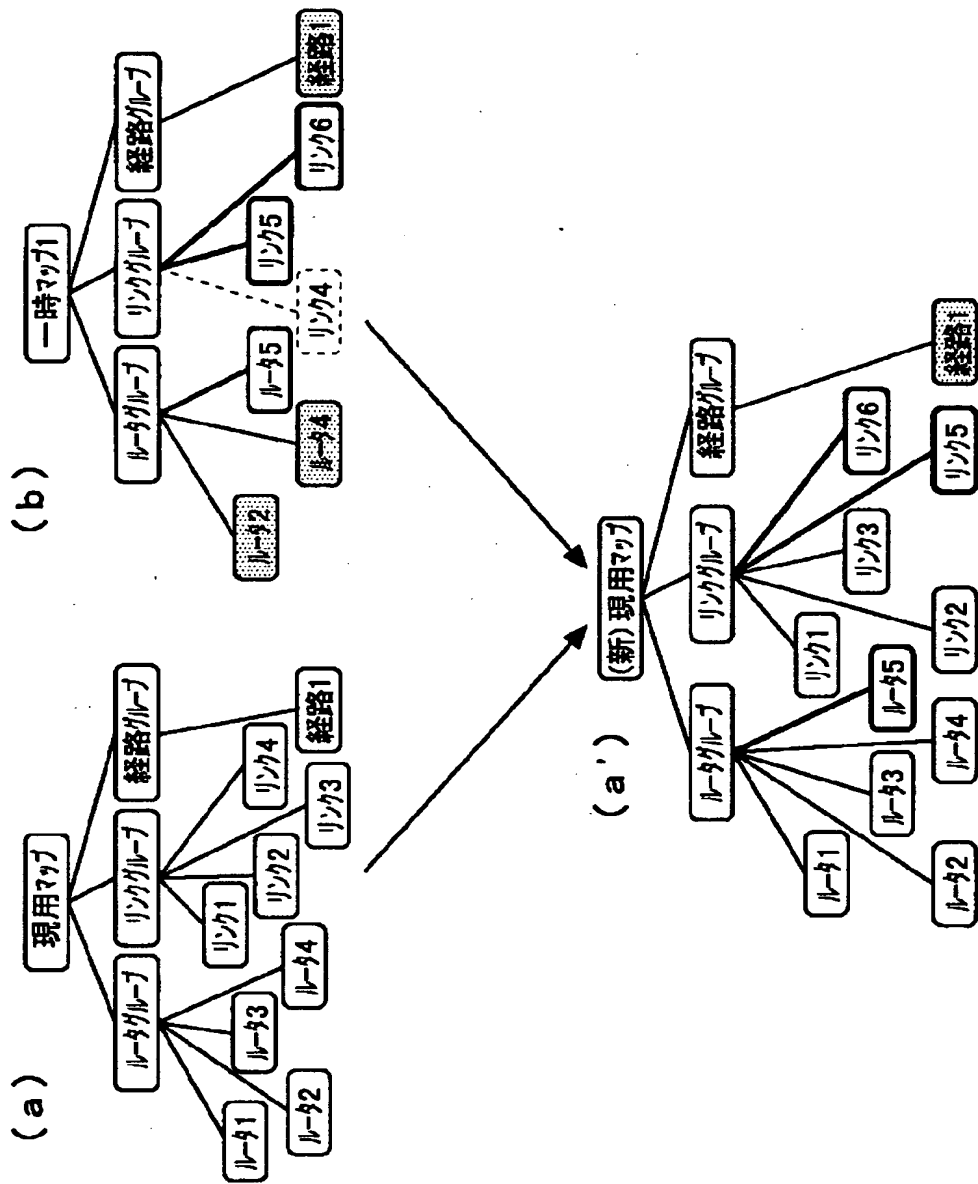 (a)
現用マップ
ルータグループ
リンクグループ
経路グループ
ルータ1
ルータ2
ルータ3
ルータ4
リンク1
リンク2
リンク3
リンク4
経路1
(b)
一時マップ1
ルータグループ
リンクグループ
経路グループ
ルータ2
ルータ4
ルータ5
リンク4
リンク5
リンク6
経路1
(a')
(新)現用マップ
ルータグループ
リンクグループ
経路グループ
ルータ1
ルータ2
ルータ3
ルータ4
ルータ5
リンク1
リンク2
リンク3
リンク5
リンク6
経路1